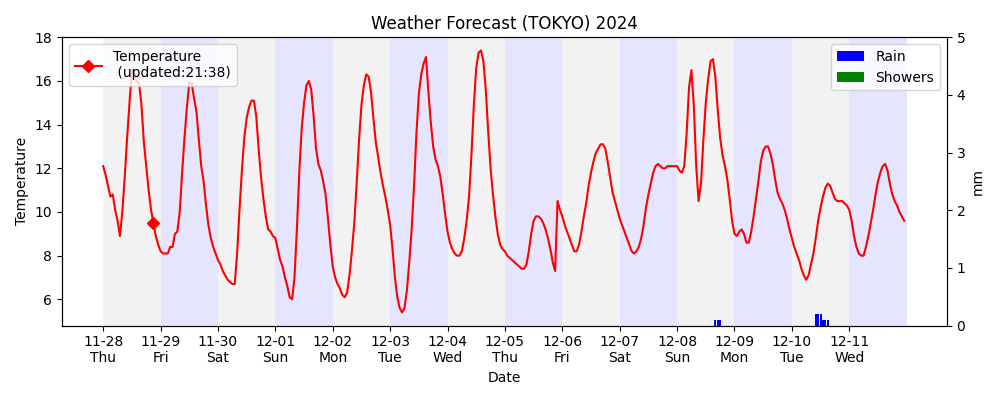 Weather Forecast (TOKYO) 2024
Temperature
(updated:21:38)
Rain
Showers
Temperature
18
16
14
12
10
8
6
5
4
3
2
1
0
mm
11-28 11-29 11-30 12-01 12-02 12-03 12-04 12-05 12-06 12-07 12-08 12-09 12-10 12-11
Thu Fri Sat Sun Mon Tue Wed Thu Fri Sat Sun Mon Tue Wed
Date